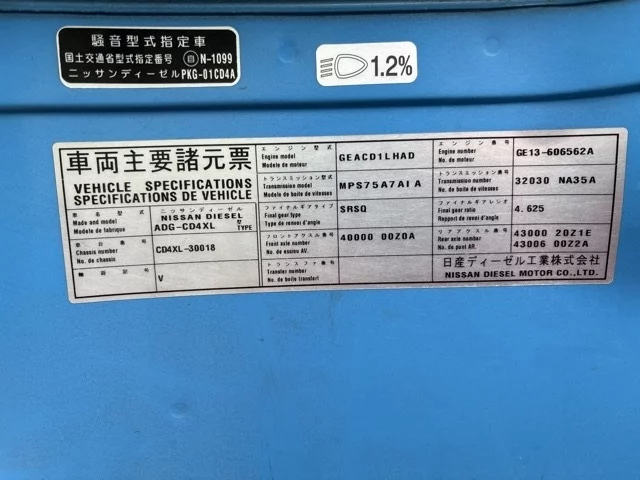 騒音型式指定車
国土交通省型式指定番号 自 N-1099
ニッサンディーゼル PKG-01CD4A
1.2%
車両主要諸元票
VEHICLE SPECIFICATIONS
SPECIFICATIONS DE VEHICLE
車名型式 ニッサンディーゼル
Made and model NISSAN DIESEL 型
Modele de fabrique ADG-CD4XL TYPE
車台番号
Chassis number CD4XL-30018
No. de chassis
V
エンジン型式
Engine model GEACD1LHAD
Modele de moteur
トランスミッション型式
Transmission model MPS75A7AIA
Modele de boite de vitesses
ファイナルギアタイプ
Final gear type SRSQ
Type de renvoi d'angle
フロントアクスル番号
Front axle number 40000 00Z0A
No. de essieu AV.
トランスファ番号
Transfer number
No. de boite transfert
エンジン番号
Engine number GE13-606562A
No. de moteur
トランスミッション番号
Transmission number 32030 NA35A
No. de boite de vitesses
ファイナルギアレシオ
Final gear ratio 4.625
Rapport de renvoi d'angle
リアアクスル番号 43000 20Z1E
Rear axle number 43006 00Z2A
No. de pont AR.
日産ディーゼル工業株式会社
NISSAN DIESEL MOTOR CO., LTD.